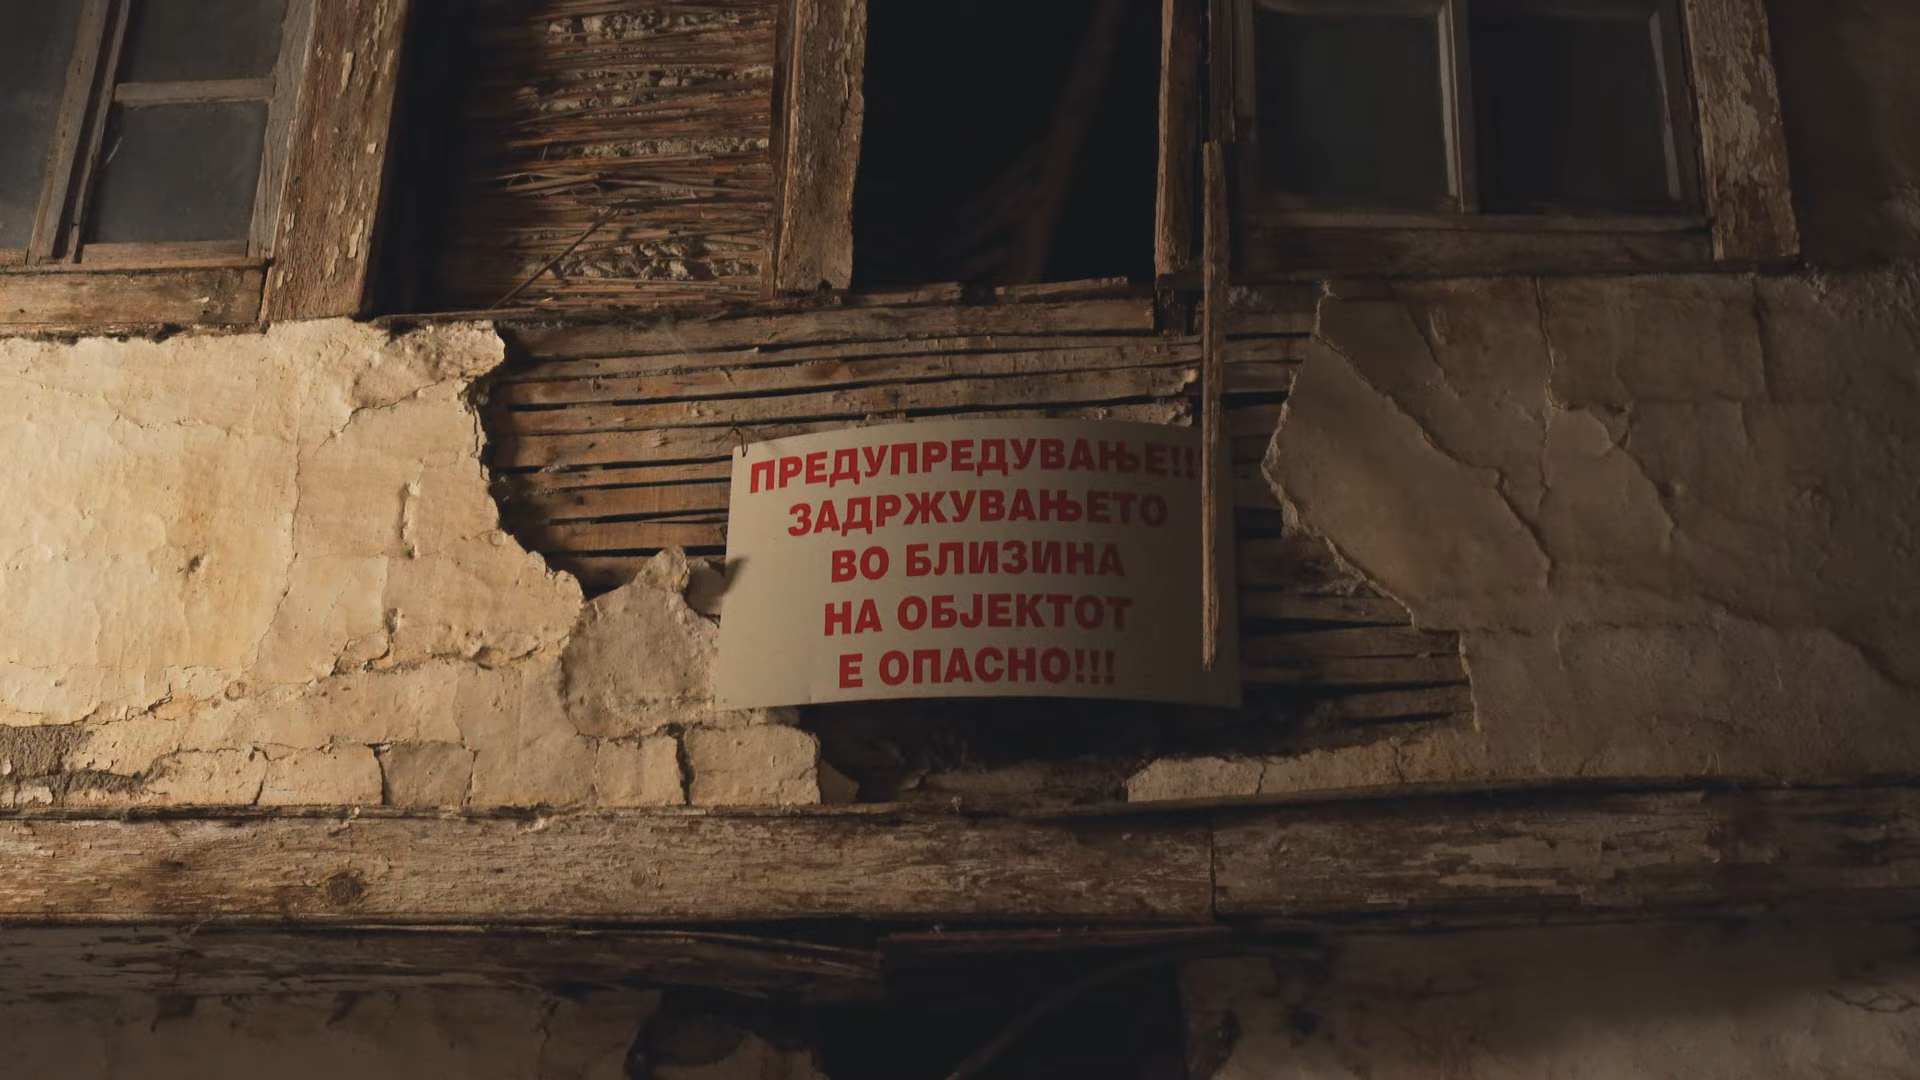 ПРЕДУПРЕДУВАЊЕ!!
ЗАДРЖУВАЊЕТО
ВО БЛИЗИНА
НА ОБЈЕКТОТ
Е ОПАСНО!!!